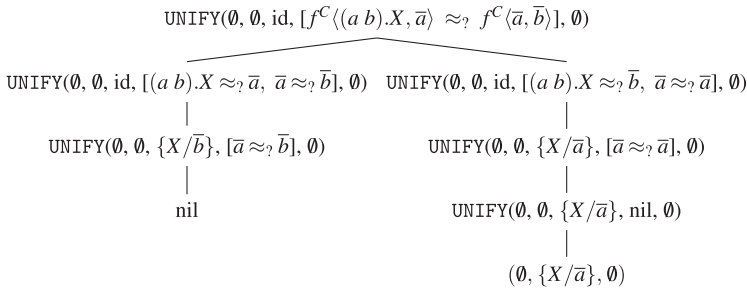 UNIFY(∅, ∅, id, [f^C⟨(a b).X, a̅⟩ ≈? f^C⟨a̅, b̅⟩], ∅)
UNIFY(∅, ∅, id, [(a b).X ≈? a̅, a̅ ≈? b̅], ∅) UNIFY(∅, ∅, id, [(a b).X ≈? b̅, a̅ ≈? a̅], ∅)
UNIFY(∅, ∅, {X/b̅}, [a̅ ≈? b̅], ∅) UNIFY(∅, ∅, {X/a̅}, [a̅ ≈? a̅], ∅)
nil UNIFY(∅, ∅, {X/a̅}, nil, ∅)
(∅, {X/a̅}, ∅)